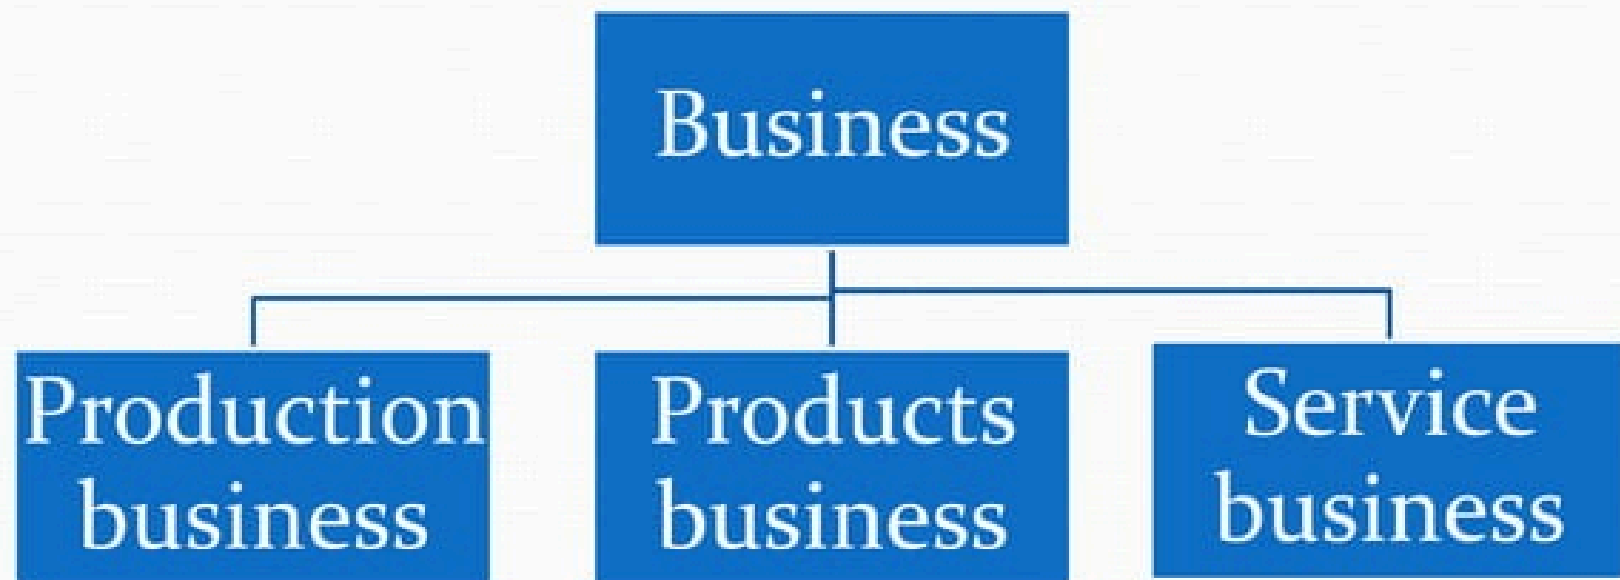 Business
Production
business
Products
business
Service
business